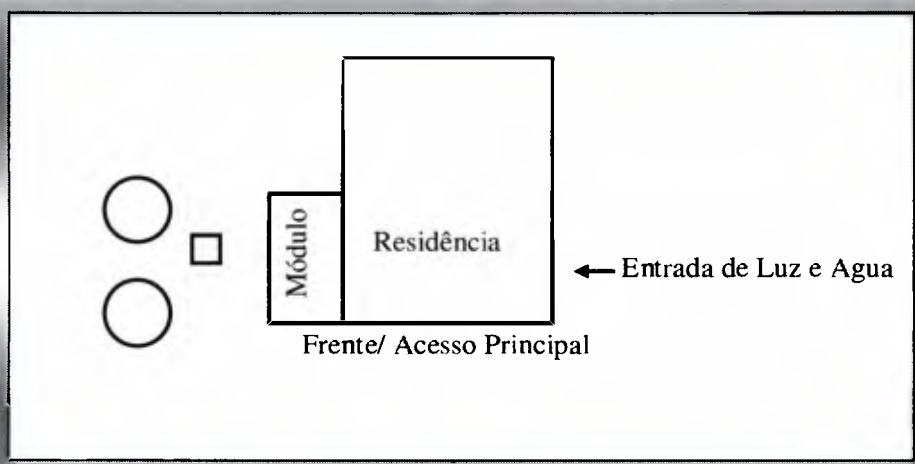 Módulo
Residência
Entrada de Luz e Agua
Frente/ Acesso Principal